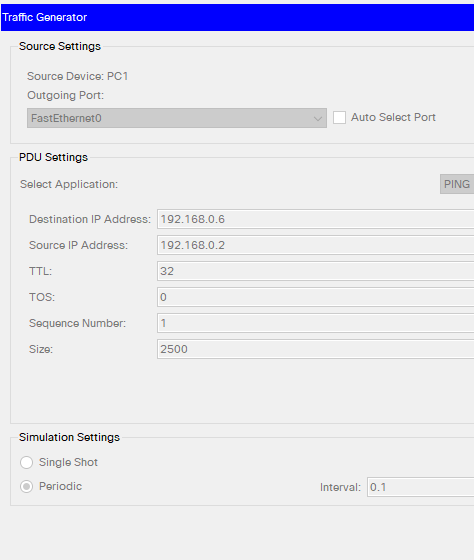 Traffic Generator
Source Settings
Source Device: PC1
Outgoing Port:
FastEthernet0
Auto Select Port
PDU Settings
Select Application: PING
Destination IP Address: 192.168.0.6
Source IP Address: 192.168.0.2
TTL: 32
TOS: 0
Sequence Number: 1
Size: 2500
Simulation Settings
Single Shot
Periodic Interval: 0.1